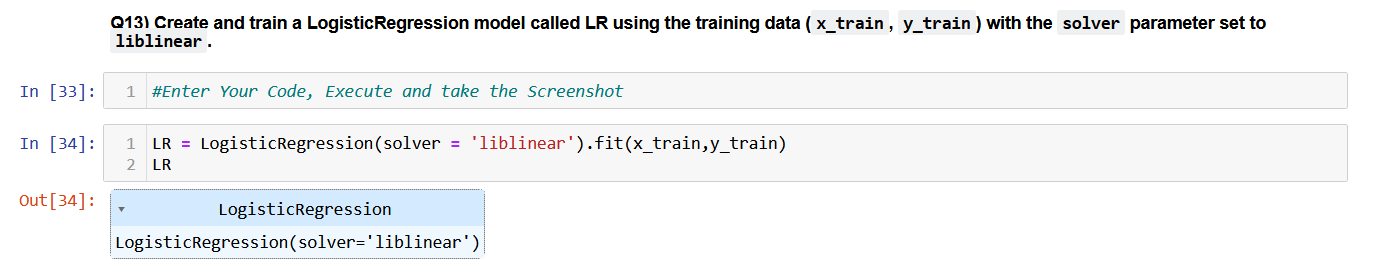 Q13) Create and train a LogisticRegression model called LR using the training data ( x_train , y_train ) with the solver parameter set to
liblinear .
In [33]: 1 #Enter Your Code, Execute and take the Screenshot
In [34]: 1 LR = LogisticRegression(solver = 'liblinear').fit(x_train,y_train)
2 LR
Out[34]: ▾ LogisticRegression
LogisticRegression(solver='liblinear')